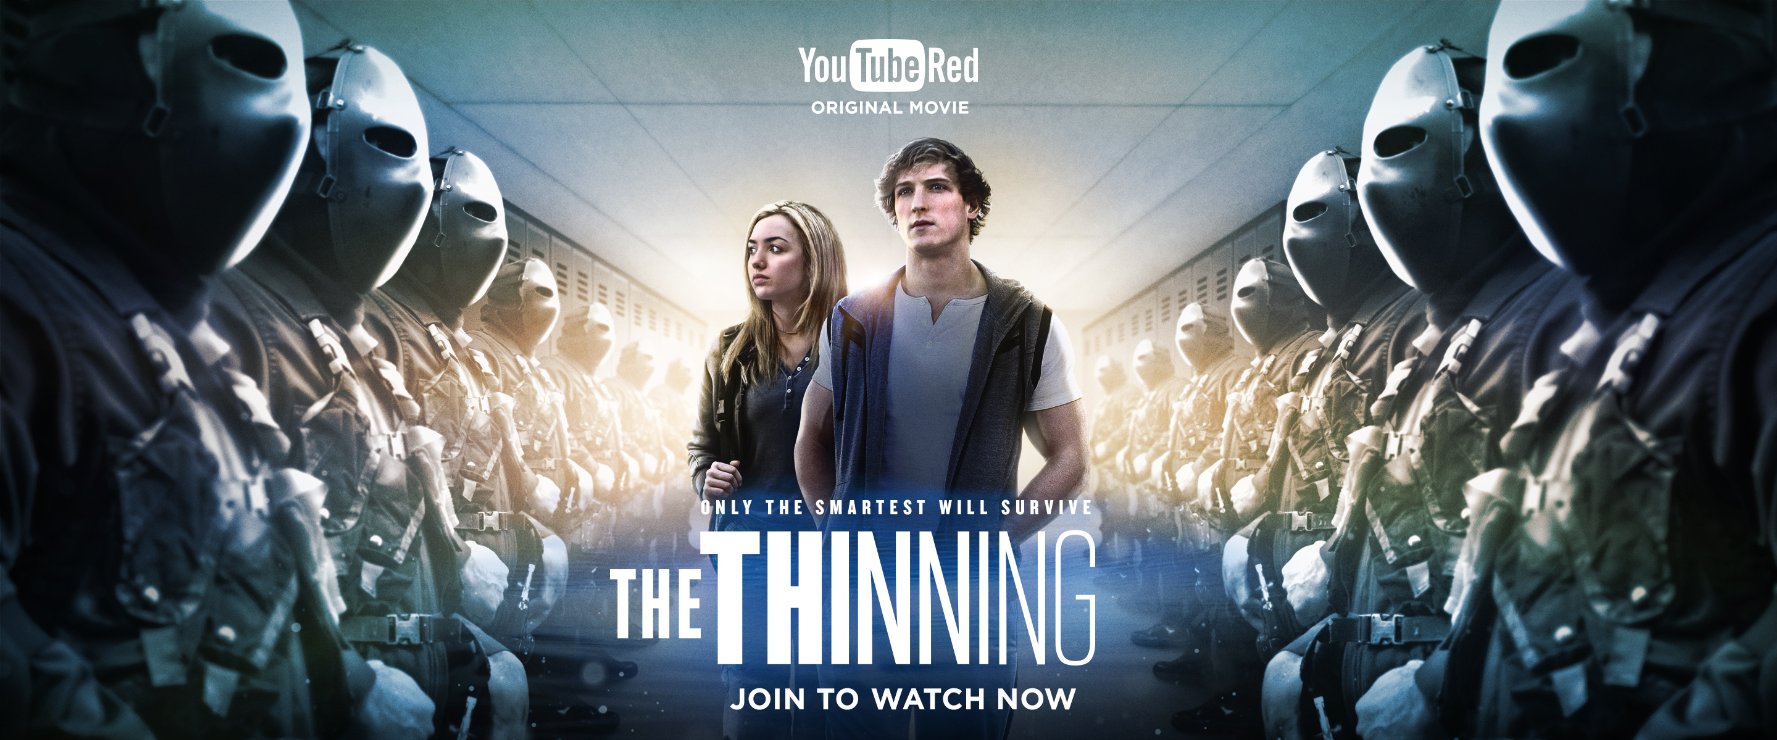 YouTube Red
ORIGINAL MOVIE
ONLY THE SMARTEST WILL SURVIVE
THE THINNING
JOIN TO WATCH NOW